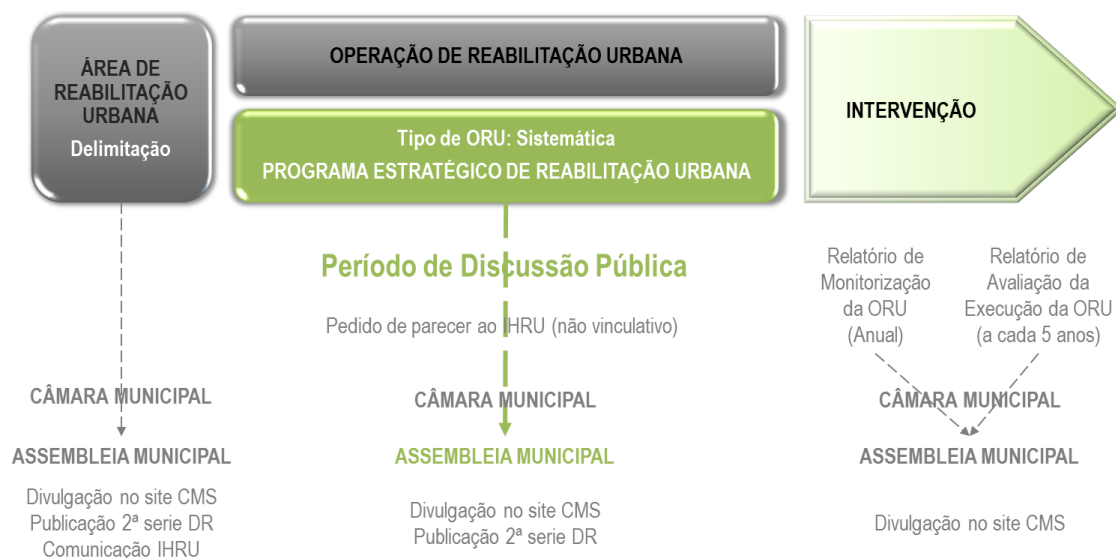 ÁREA DE
REABILITAÇÃO
URBANA
Delimitação
OPERAÇÃO DE REABILITAÇÃO URBANA
Tipo de ORU: Sistemática
PROGRAMA ESTRATÉGICO DE REABILITAÇÃO URBANA
INTERVENÇÃO
Período de Discussão Pública
Pedido de parecer ao IHRU (não vinculativo)
Relatório de
Monitorização
da ORU
(Anual)
Relatório de
Avaliação da
Execução da ORU
(a cada 5 anos)
CÂMARA MUNICIPAL
ASSEMBLEIA MUNICIPAL
Divulgação no site CMS
Publicação 2ª serie DR
Comunicação IHRU
CÂMARA MUNICIPAL
ASSEMBLEIA MUNICIPAL
Divulgação no site CMS
Publicação 2ª serie DR
CÂMARA MUNICIPAL
ASSEMBLEIA MUNICIPAL
Divulgação no site CMS